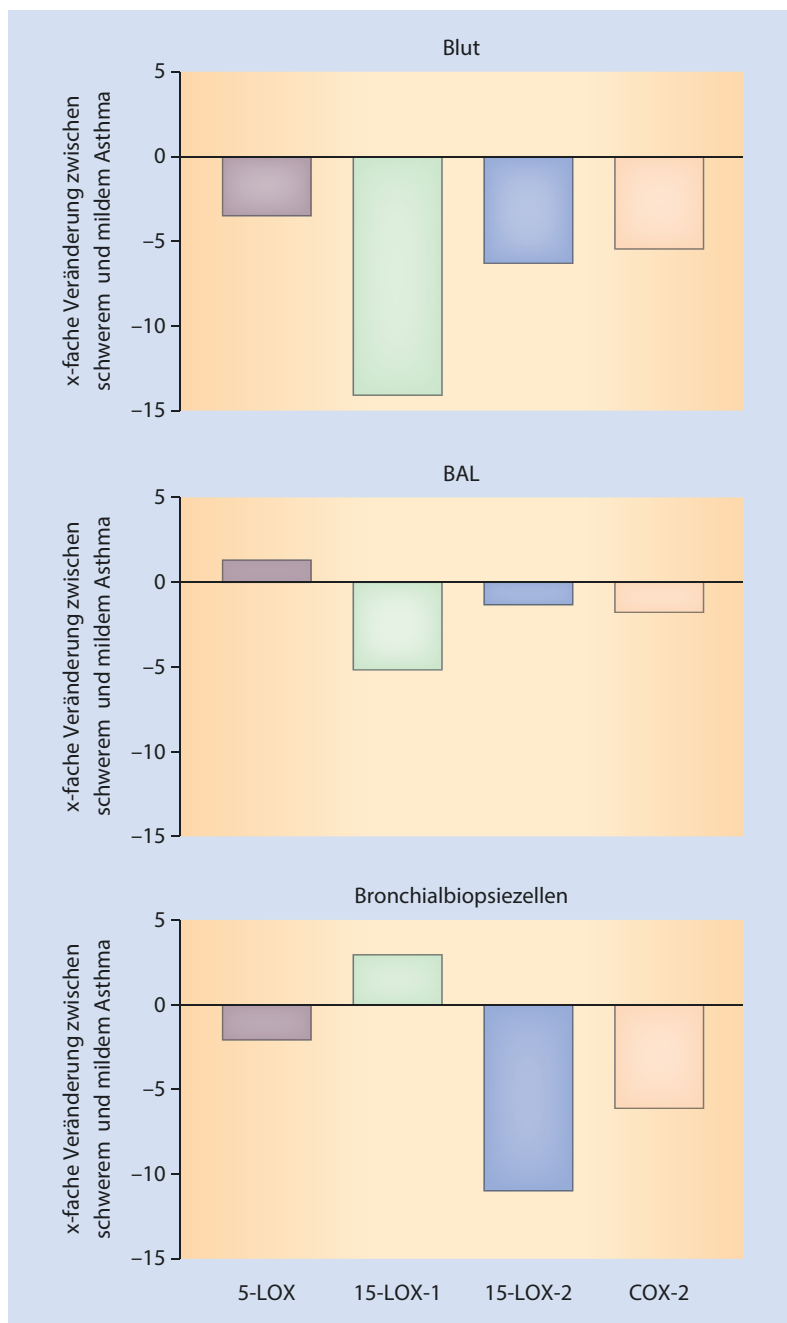 Blut
x-fache Veränderung zwischen
schwerem und mildem Asthma
5
0
–5
–10
–15
BAL
x-fache Veränderung zwischen
schwerem und mildem Asthma
5
0
–5
–10
–15
Bronchialbiopsiezellen
x-fache Veränderung zwischen
schwerem und mildem Asthma
5
0
–5
–10
–15
5-LOX 15-LOX-1 15-LOX-2 COX-2